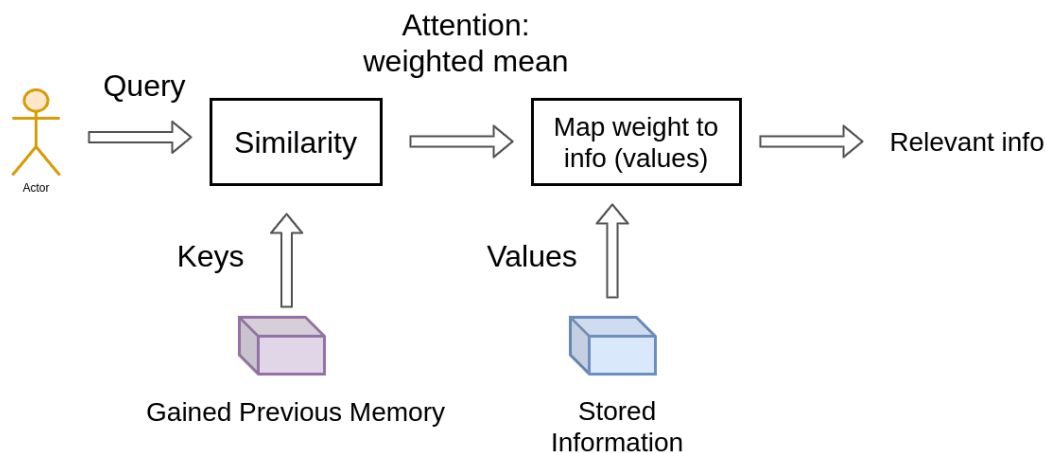 Attention:
weighted mean
Query
Similarity
Map weight to
info (values)
Relevant info
Actor
Keys
Values
Gained Previous Memory
Stored
Information